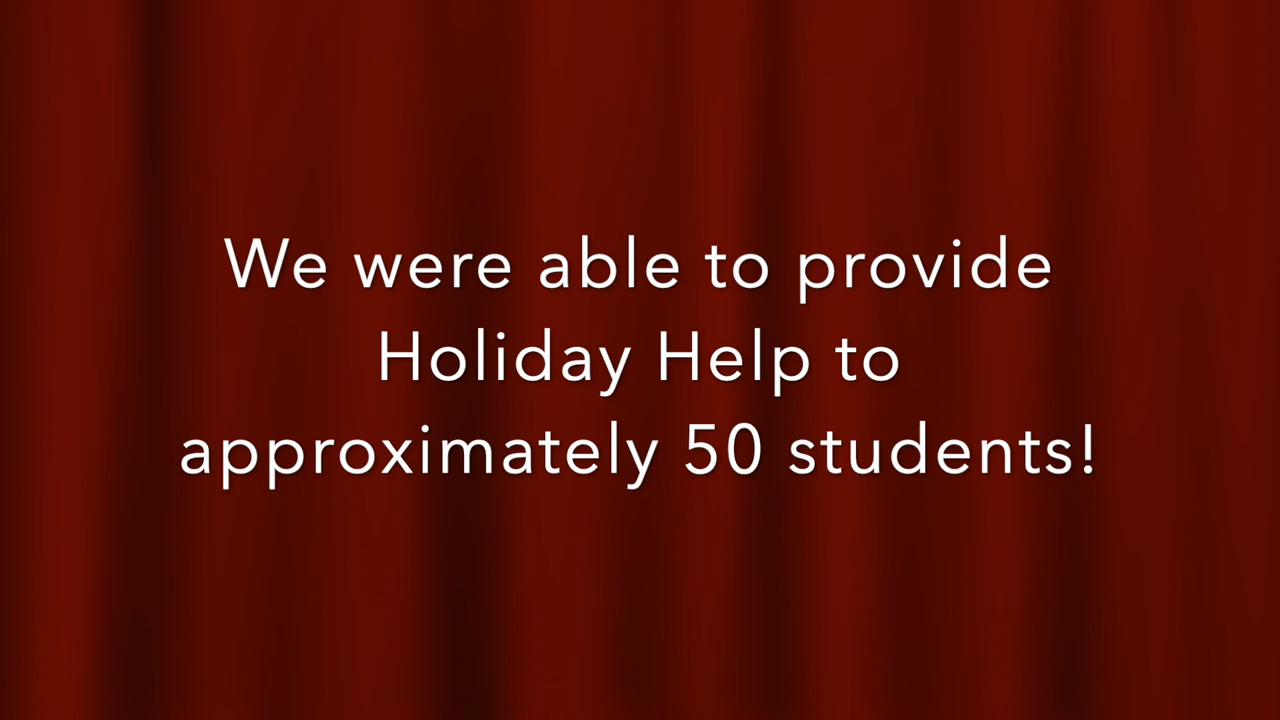 We were able to provide
Holiday Help to
approximately 50 students!